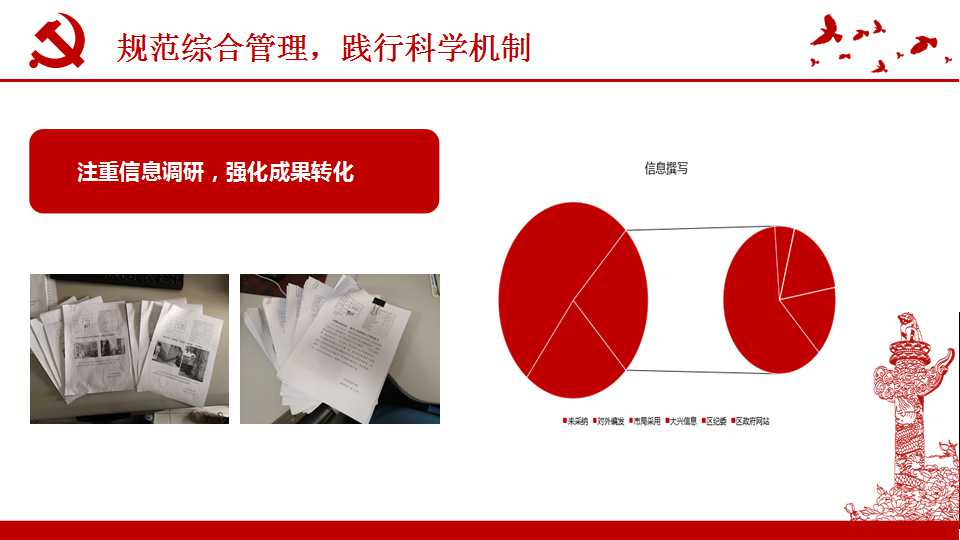 规范综合管理，践行科学机制
注重信息调研，强化成果转化
信息撰写
未采纳 对外编发 市局采用 大兴信息 区纪委 区政府网站